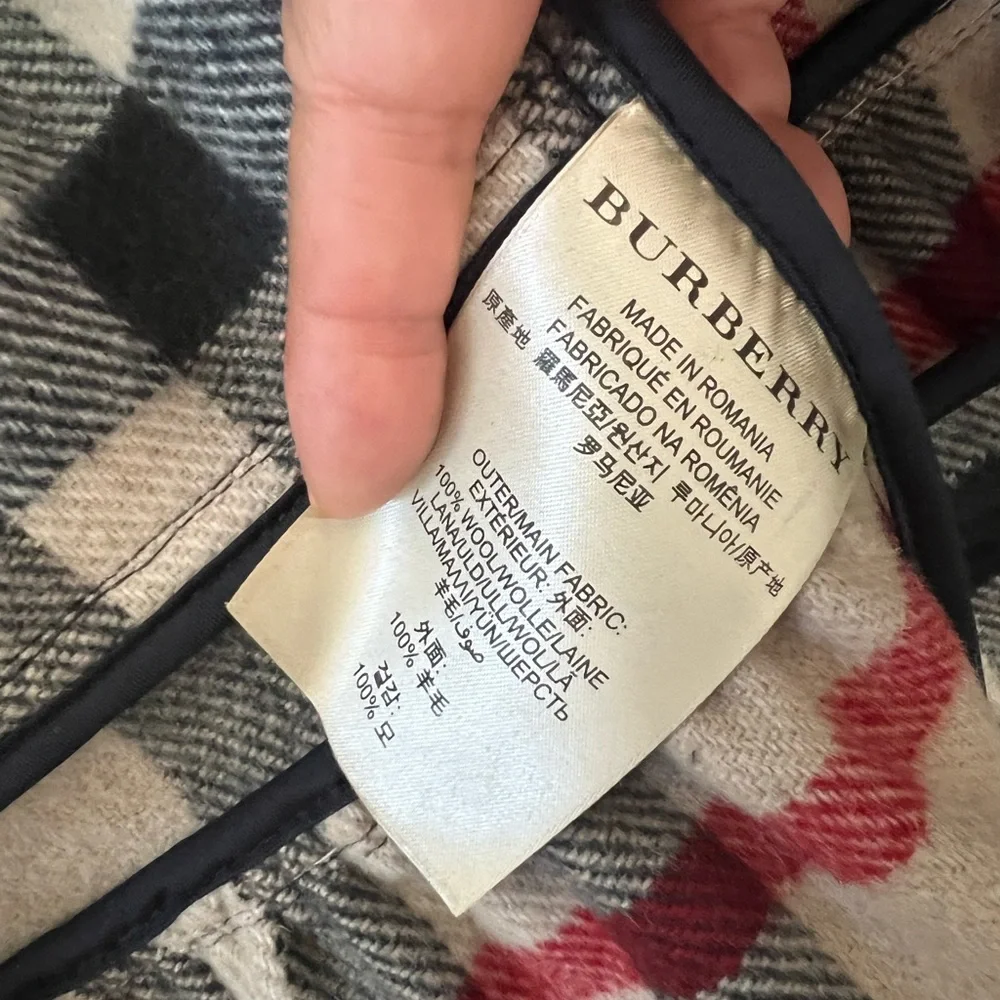 BURBERRY
MADE IN ROMANIA
FABRIQUÉ EN ROUMANIE
FABRICADO NA ROMÉNIA
原產地 羅馬尼亞/원산지 루마니아/原产地
罗马尼亚
OUTER/MAIN FABRIC:
EXTÉRIEUR: 外面:
100% WOOL/WOLLE/LAINE
LANA/ULD/ULL/WOL/LÃ
VILLA/MAΛΛI/YÜN/ШЕРСТЬ
羊毛/صوف
外面:
100% 羊毛
겉감:
100% 모